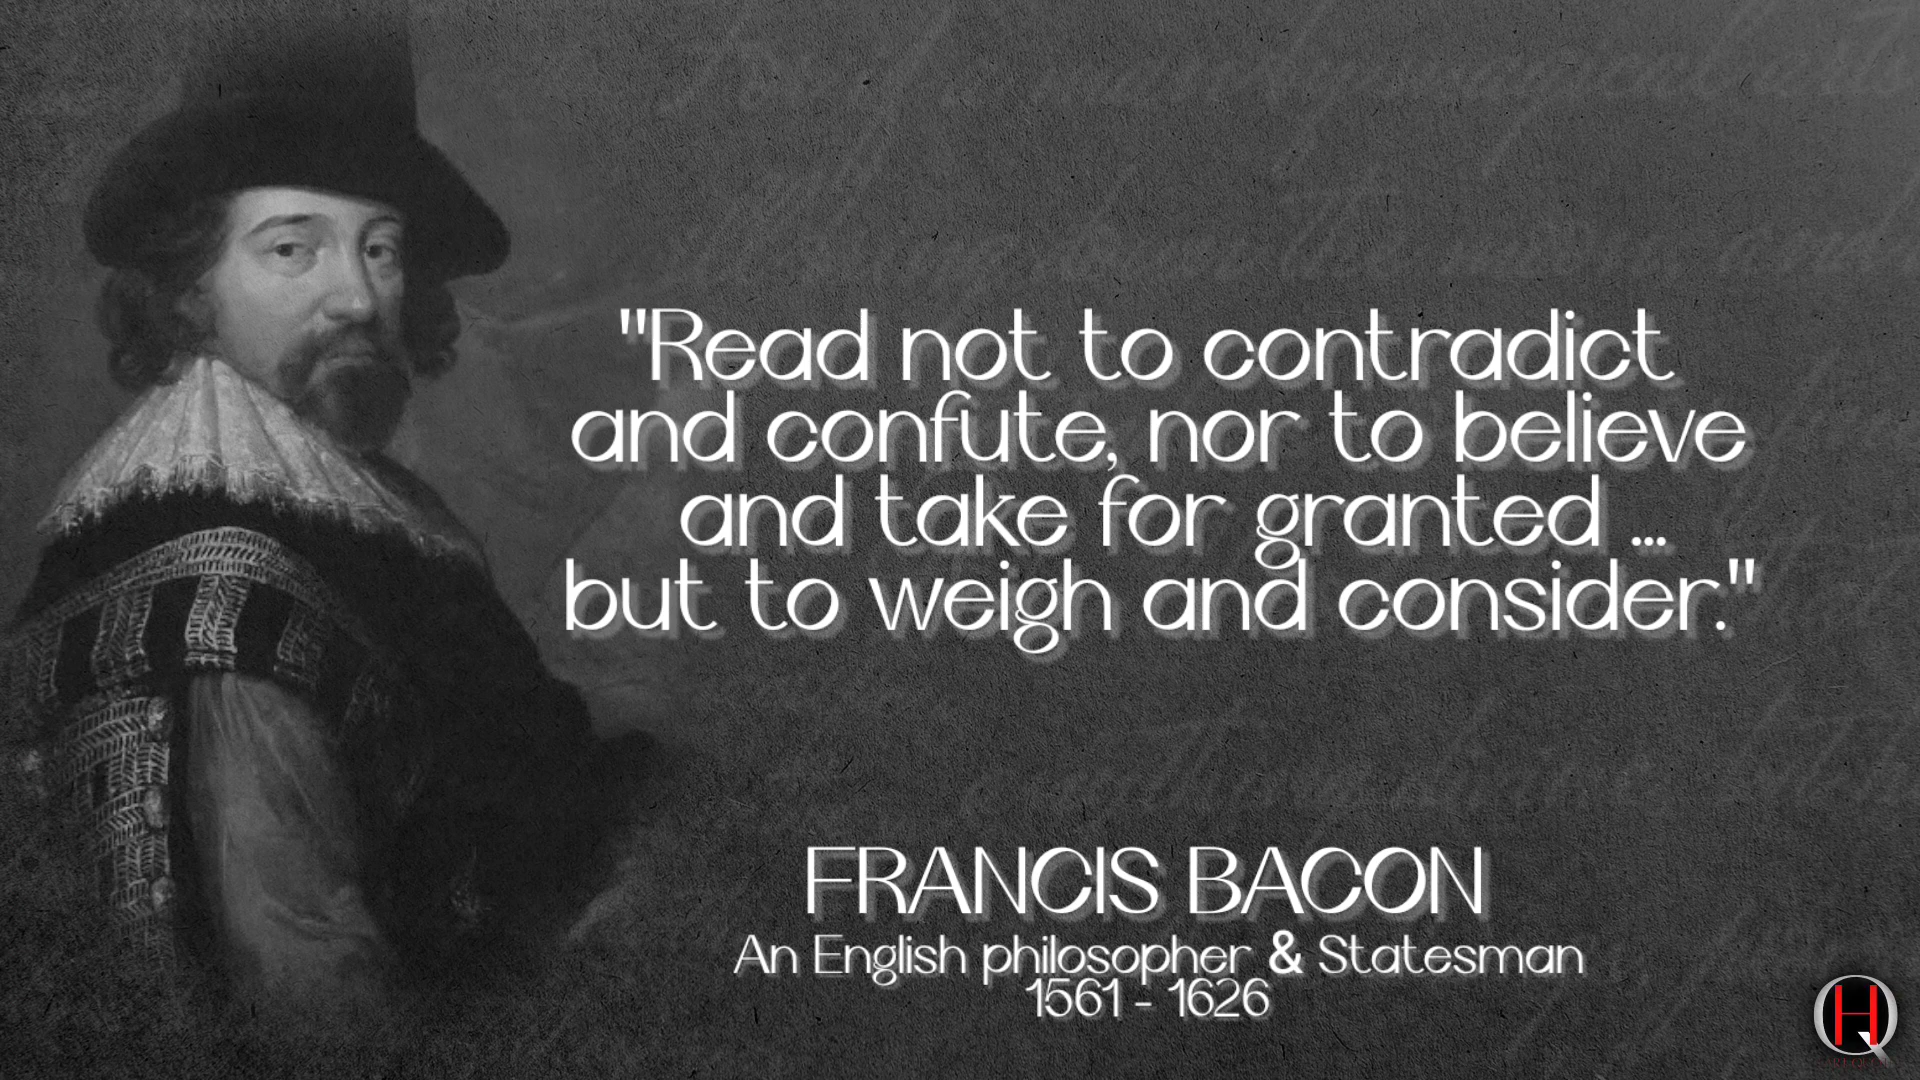 "Read not to contradict
and confute, nor to believe
and take for granted ...
but to weigh and consider."
FRANCIS BACON
An English philosopher & Statesman
1561 - 1626
HQ